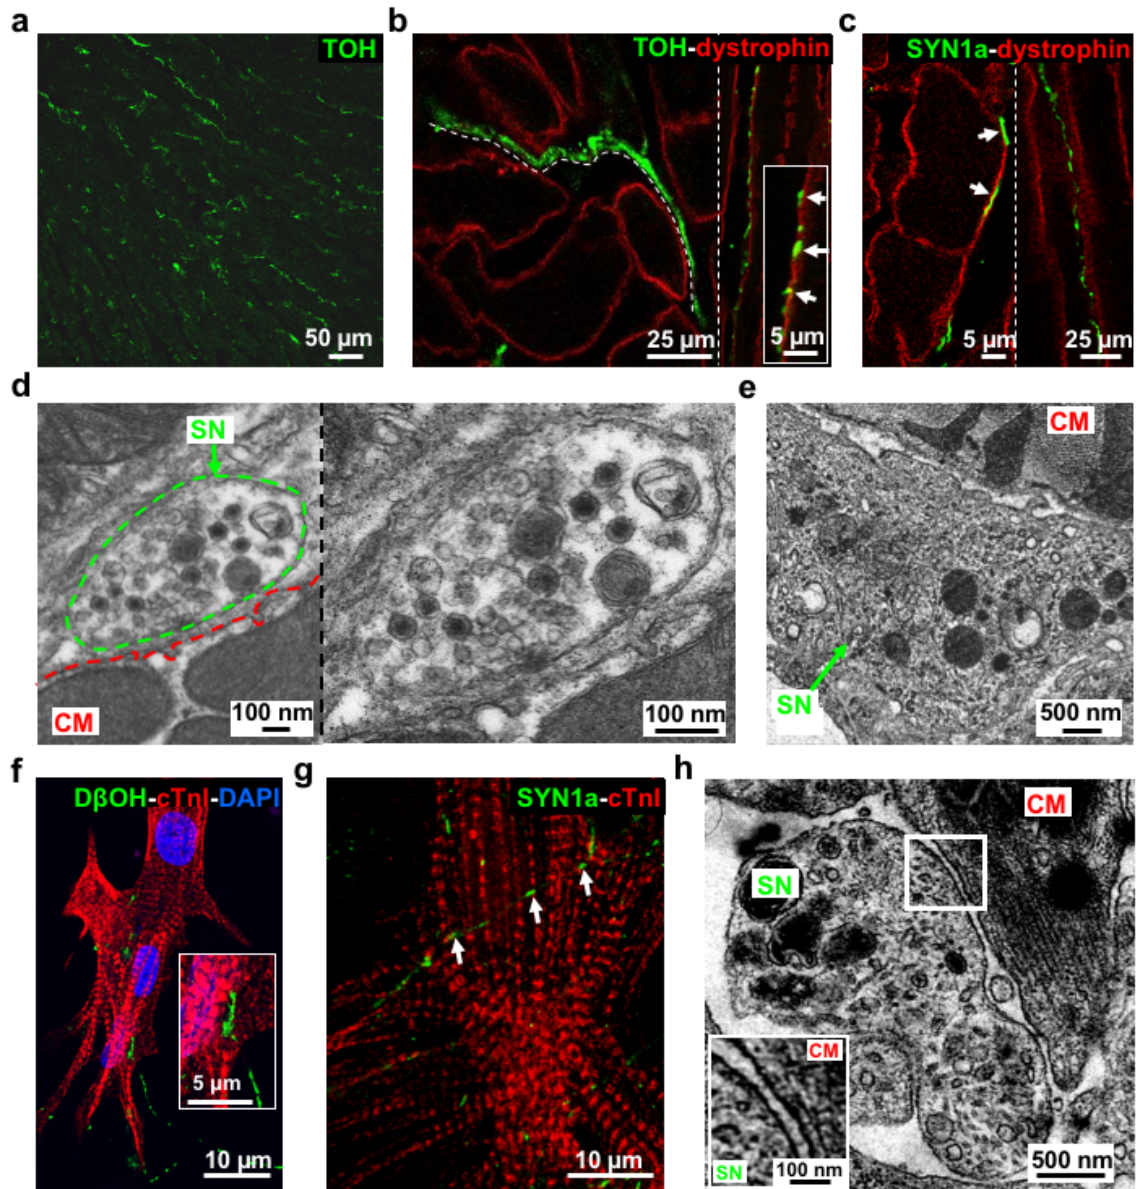 a
TOH
50 µm
b
TOH-dystrophin
25 µm
5 µm
c
SYN1a-dystrophin
5 µm
25 µm
d
SN
CM
100 nm
100 nm
e
CM
SN
500 nm
f
DβOH-cTnI-DAPI
5 µm
10 µm
g
SYN1a-cTnI
10 µm
h
CM
SN
CM
SN
100 nm
500 nm